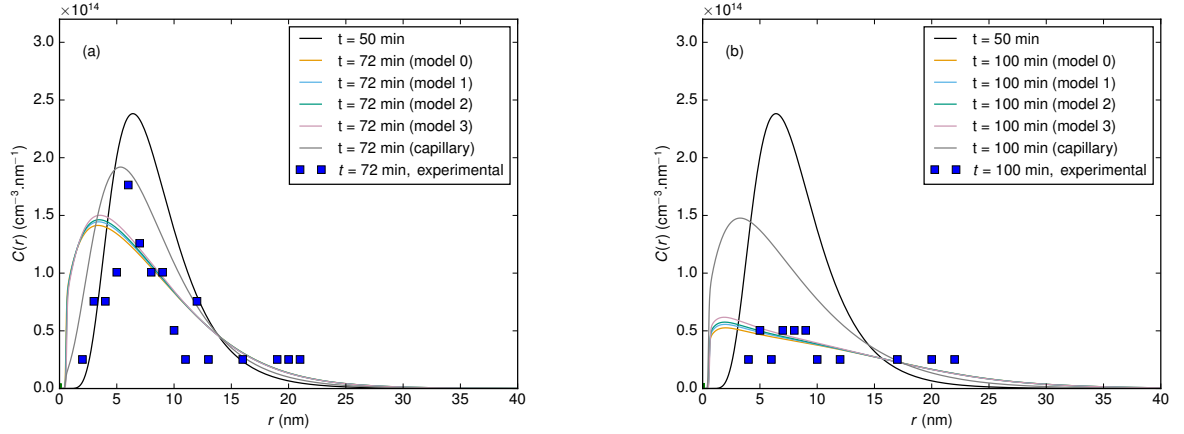 ×10¹⁴
3.0
2.5
2.0
1.5
1.0
0.5
0.0
C(r) (cm⁻³.nm⁻¹)
(a)
t = 50 min
t = 72 min (model 0)
t = 72 min (model 1)
t = 72 min (model 2)
t = 72 min (model 3)
t = 72 min (capillary)
t = 72 min, experimental
0 5 10 15 20 25 30 35 40
r (nm)
×10¹⁴
3.0
2.5
2.0
1.5
1.0
0.5
0.0
C(r) (cm⁻³.nm⁻¹)
(b)
t = 50 min
t = 100 min (model 0)
t = 100 min (model 1)
t = 100 min (model 2)
t = 100 min (model 3)
t = 100 min (capillary)
t = 100 min, experimental
0 5 10 15 20 25 30 35 40
r (nm)